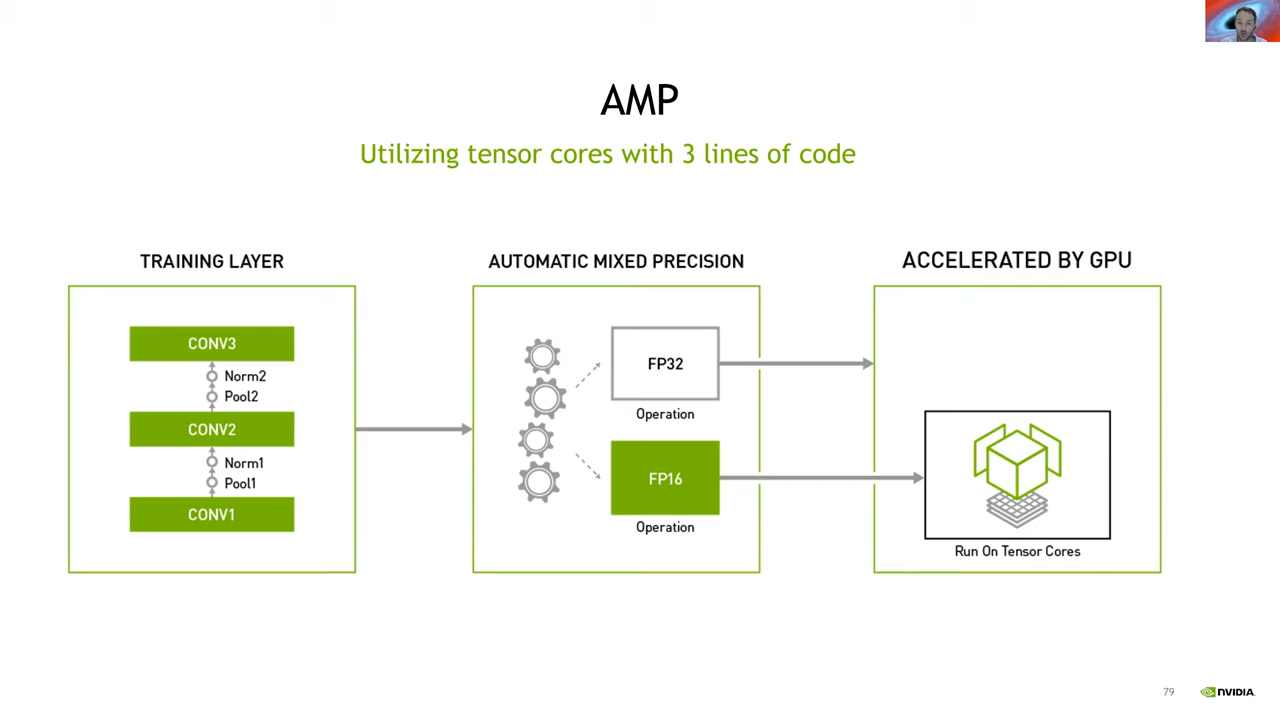 AMP
Utilizing tensor cores with 3 lines of code
TRAINING LAYER
CONV3
Norm2
Pool2
CONV2
Norm1
Pool1
CONV1
AUTOMATIC MIXED PRECISION
FP32
Operation
FP16
Operation
ACCELERATED BY GPU
Run On Tensor Cores
79
NVIDIA.